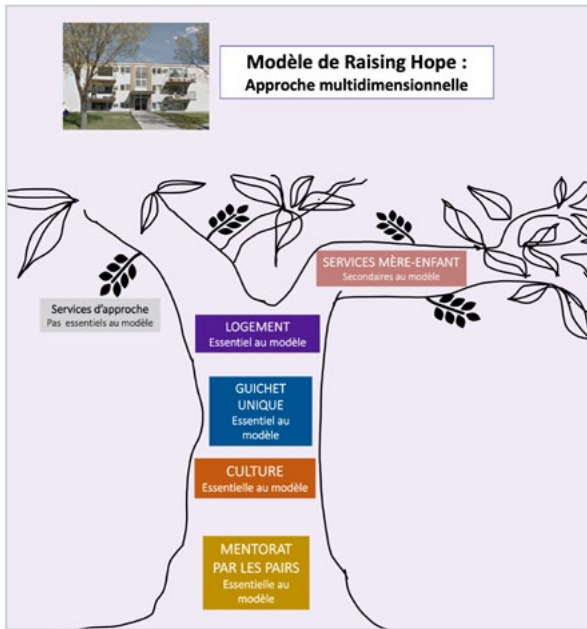 Modèle de Raising Hope :
Approche multidimensionnelle
SERVICES MÈRE-ENFANT
Secondaires au modèle
Services d'approche
Pas essentiels au modèle
LOGEMENT
Essentiel au modèle
GUICHET
UNIQUE
Essentiel au
modèle
CULTURE
Essentielle au modèle
MENTORAT
PAR LES PAIRS
Essentielle au
modèle